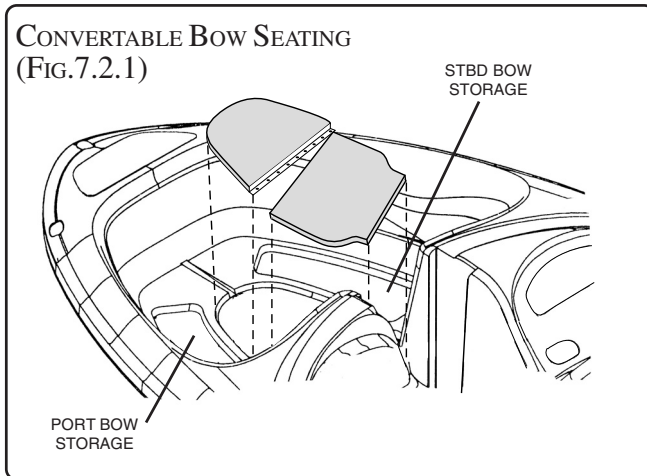 CONVERTABLE BOW SEATING
(FIG.7.2.1)
STBD BOW
STORAGE
PORT BOW
STORAGE